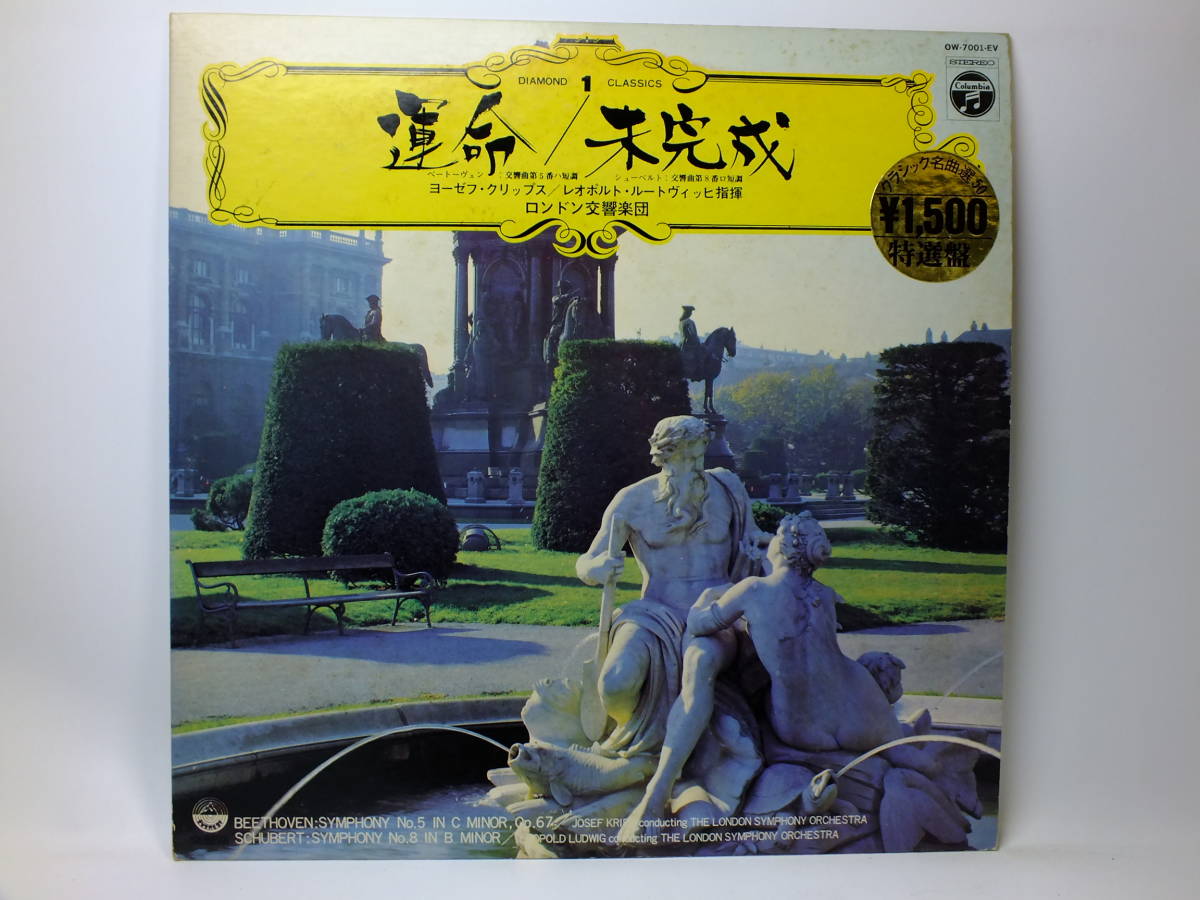 OW-7001-EV
STEREO
Columbia
DIAMOND 1 CLASSICS
運命/未完成
ベートーヴェン:交響曲第5番ハ短調 シューベルト:交響曲第8番ロ短調
ヨーゼフ・クリップス/レオポルト・ルートヴィッヒ指揮
ロンドン交響楽団
クラシック名曲選50
¥1,500
特選盤
BEETHOVEN:SYMPHONY No.5 IN C MINOR, Op.67/JOSEF KRIPS conducting THE LONDON SYMPHONY ORCHESTRA
SCHUBERT:SYMPHONY No.8 IN B MINOR/LEOPOLD LUDWIG conducting THE LONDON SYMPHONY ORCHESTRA